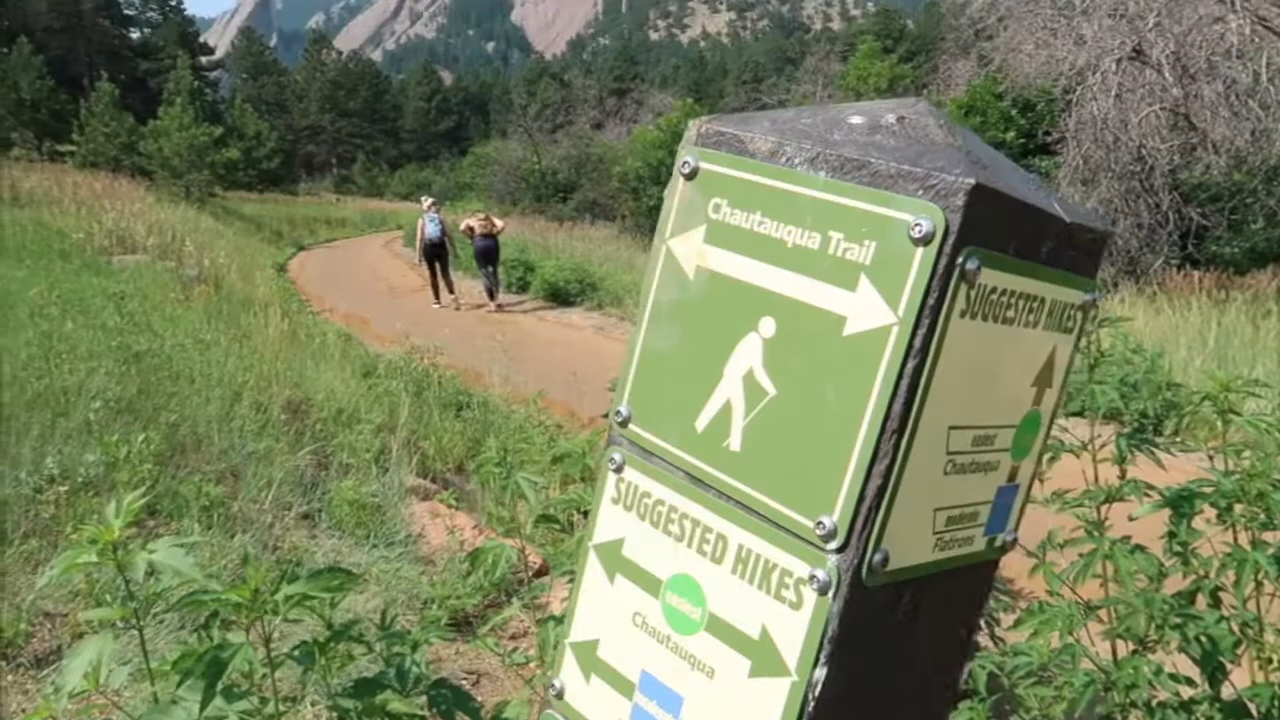 Chautauqua Trail
SUGGESTED HIKES
easiest
Chautauqua
SUGGESTED HIKES
easiest
Chautauqua
moderate
Flatirons